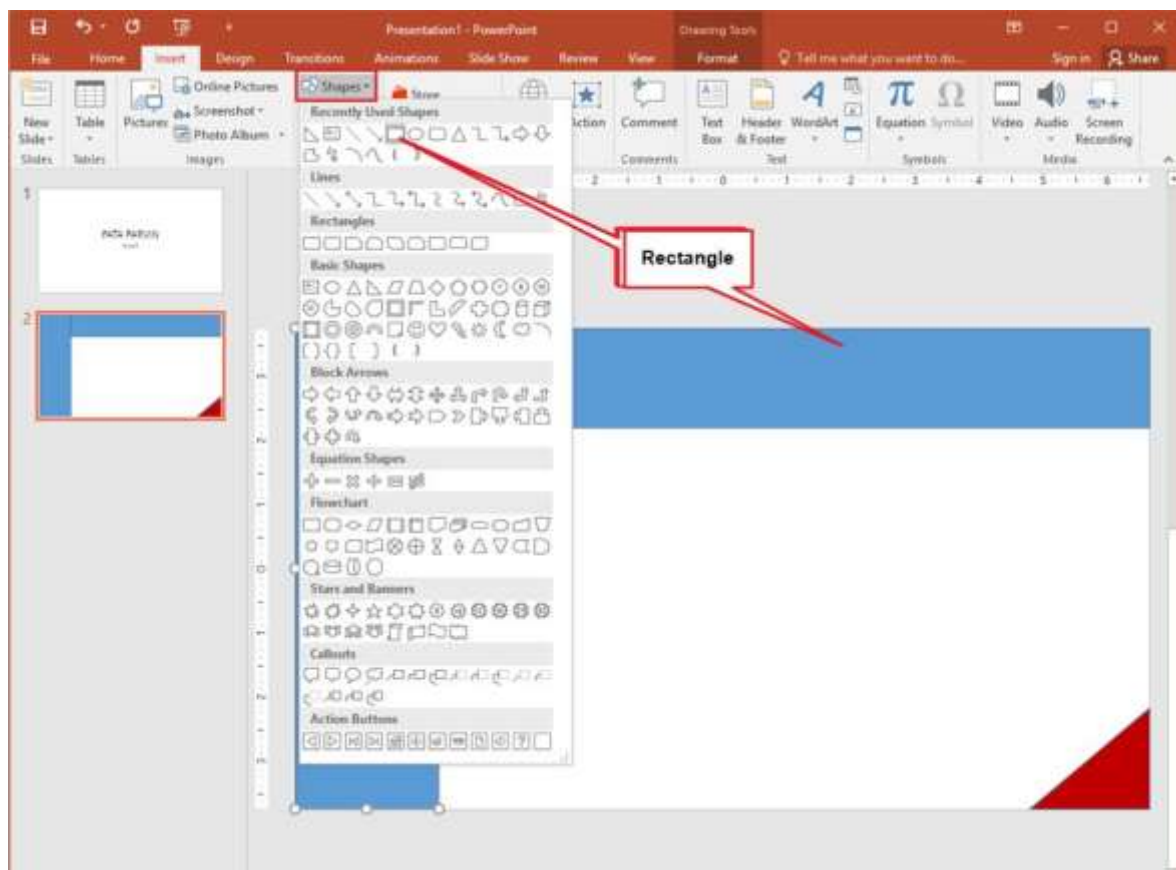 Presentation1 - PowerPoint
Drawing Tools
File Home Insert Design Transitions Animations Slide Show Review View Format Tell me what you want to do... Sign in Share
New Slide
Table
Pictures
Online Pictures
Screenshot
Photo Album
Shapes
Store
Action
Comment
Text Box
Header & Footer
WordArt
Equation
Symbol
Video
Audio
Screen Recording
Slides Tables Images Comments Text Symbols Media
Recently Used Shapes
Lines
Rectangles
Basic Shapes
Block Arrows
Equation Shapes
Flowchart
Stars and Banners
Callouts
Action Buttons
Rectangle
1
2